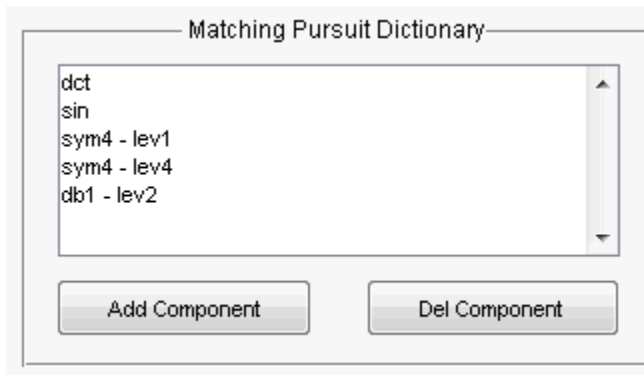 Matching Pursuit Dictionary
dct
sin
sym4 - lev1
sym4 - lev4
db1 - lev2
Add Component
Del Component